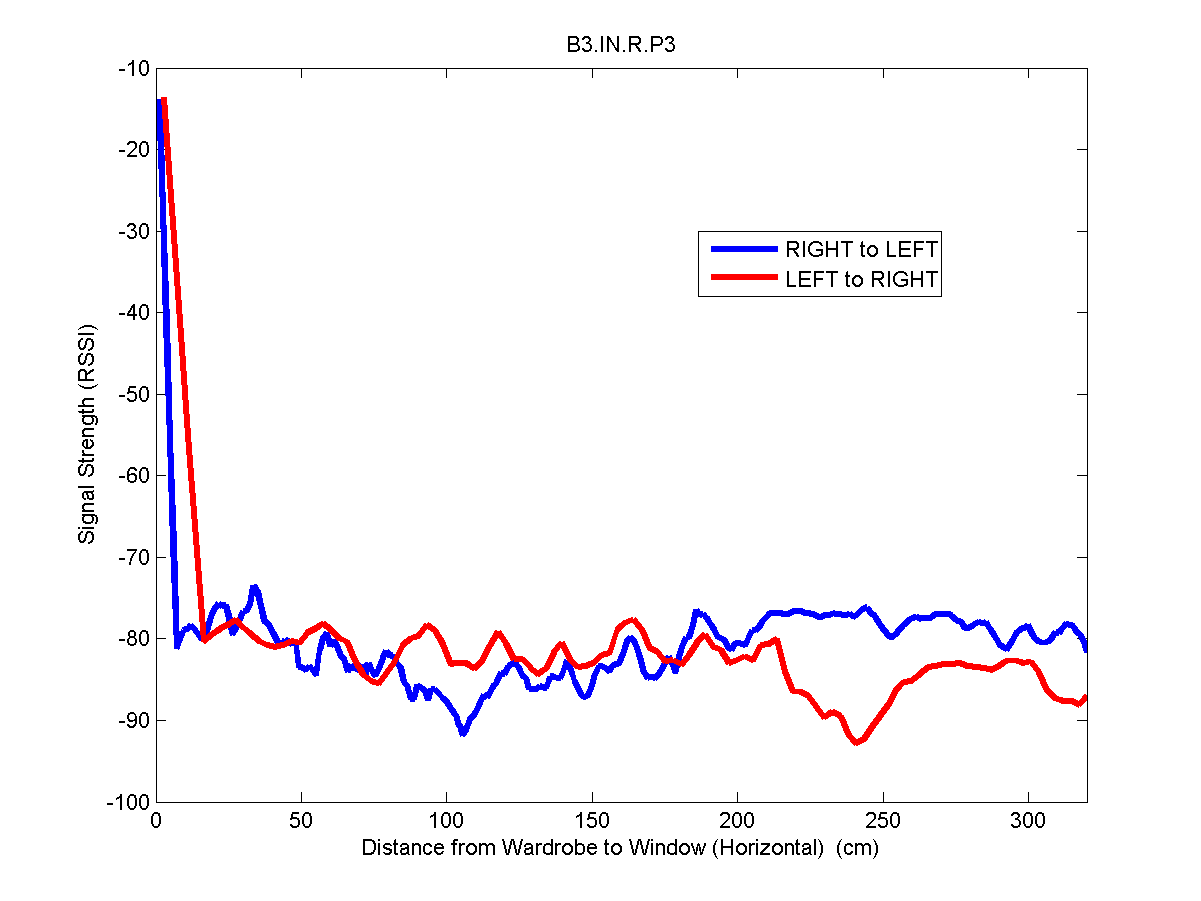 B3.IN.R.P3
-10
-20
-30
-40
-50
-60
-70
-80
-90
-100
Signal Strength (RSSI)
RIGHT to LEFT
LEFT to RIGHT
0 50 100 150 200 250 300
Distance from Wardrobe to Window (Horizontal)  (cm)